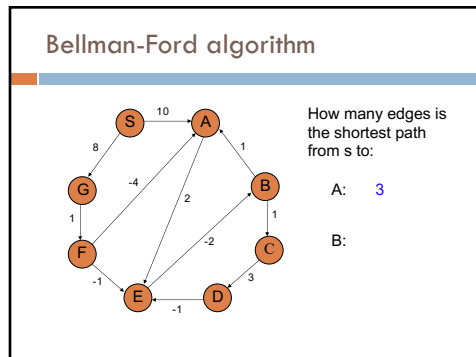 Bellman-Ford algorithm
S
10
A
8
G
-4
2
1
B
1
F
1
-2
C
-1
3
E
-1
D
How many edges is
the shortest path
from s to:
A: 3
B: